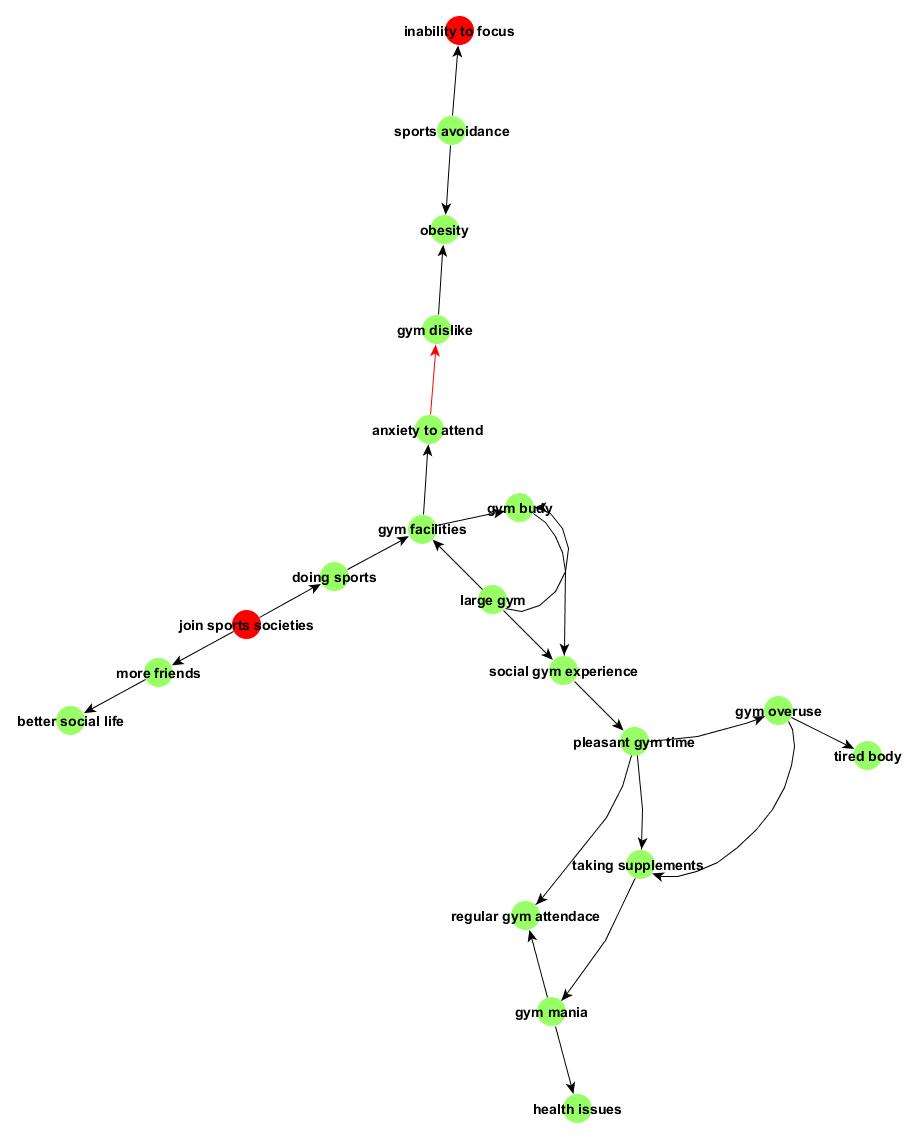 inability to focus
sports avoidance
obesity
gym dislike
anxiety to attend
gym budy
gym facilities
doing sports
large gym
join sports societies
social gym experience
more friends
better social life
gym overuse
pleasant gym time
tired body
taking supplements
regular gym attendace
gym mania
health issues